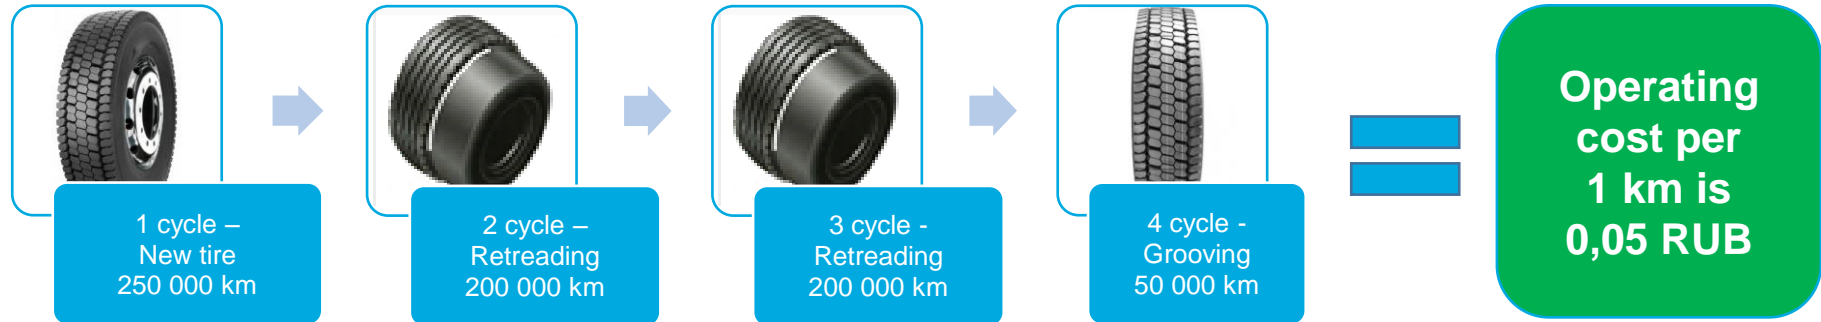 1 cycle –
New tire
250 000 km
2 cycle –
Retreading
200 000 km
3 cycle -
Retreading
200 000 km
4 cycle -
Grooving
50 000 km
Operating
cost per
1 km is
0,05 RUB